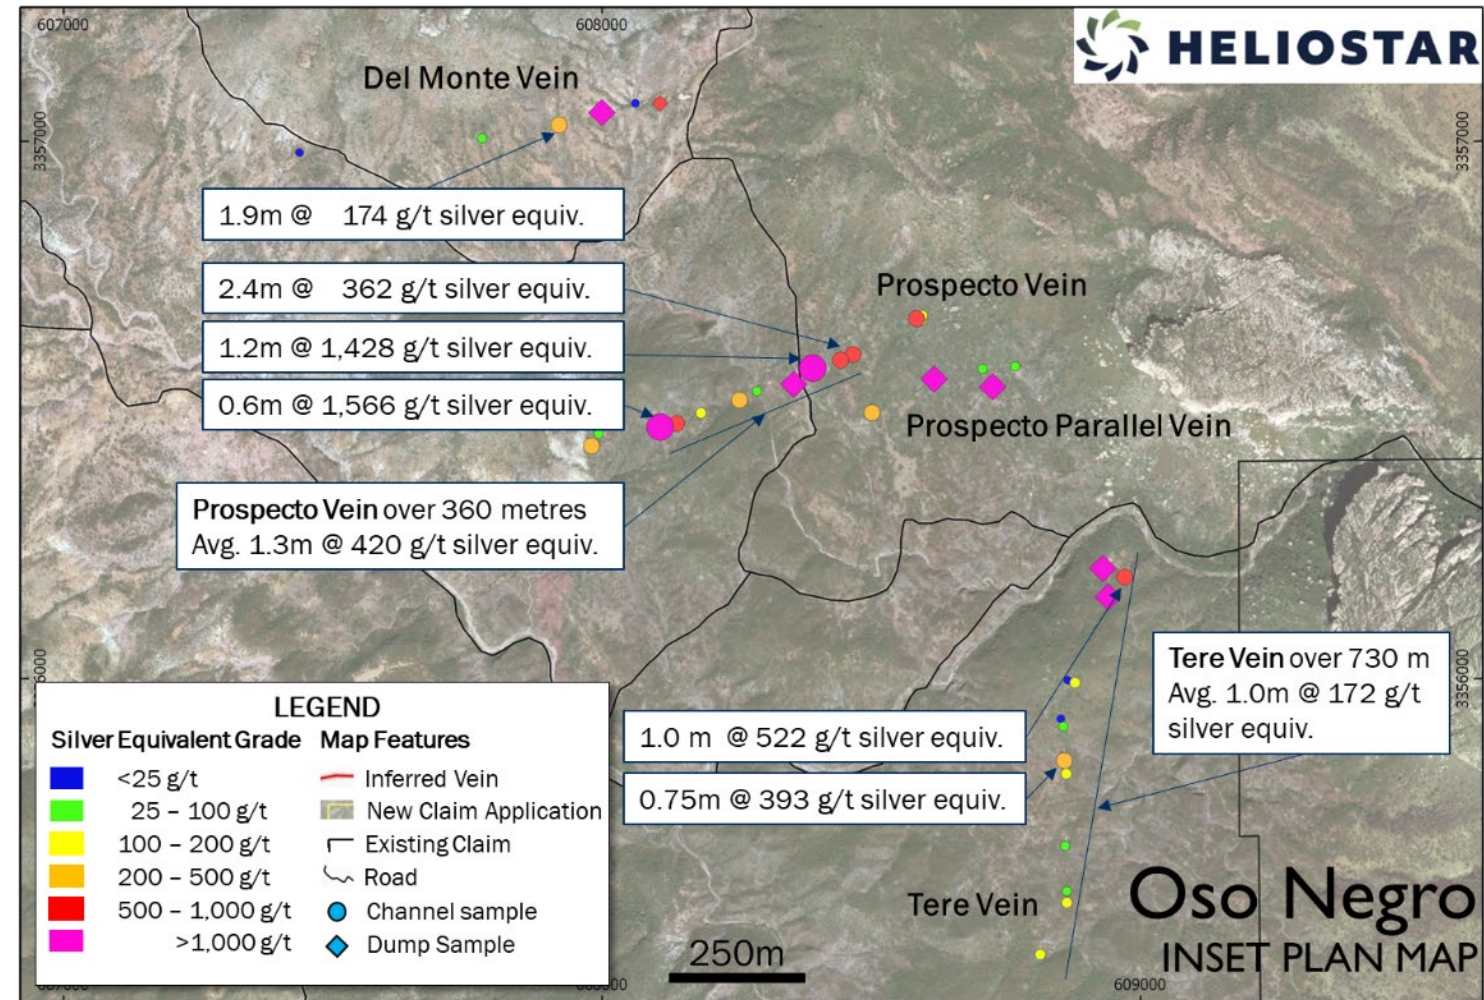 607000
608000
HELIOSTAR
Del Monte Vein
3357000
3357000
1.9m @ 174 g/t silver equiv.
2.4m @ 362 g/t silver equiv.
Prospecto Vein
1.2m @ 1,428 g/t silver equiv.
0.6m @ 1,566 g/t silver equiv.
Prospecto Parallel Vein
Prospecto Vein over 360 metres
Avg. 1.3m @ 420 g/t silver equiv.
Tere Vein over 730 m
Avg. 1.0m @ 172 g/t
silver equiv.
3356000
1.0 m @ 522 g/t silver equiv.
0.75m @ 393 g/t silver equiv.
LEGEND
Silver Equivalent Grade Map Features
<25 g/t Inferred Vein
25 – 100 g/t New Claim Application
100 – 200 g/t Existing Claim
200 – 500 g/t Road
500 – 1,000 g/t Channel sample
>1,000 g/t Dump Sample
Tere Vein
250m
Oso Negro
INSET PLAN MAP
609000